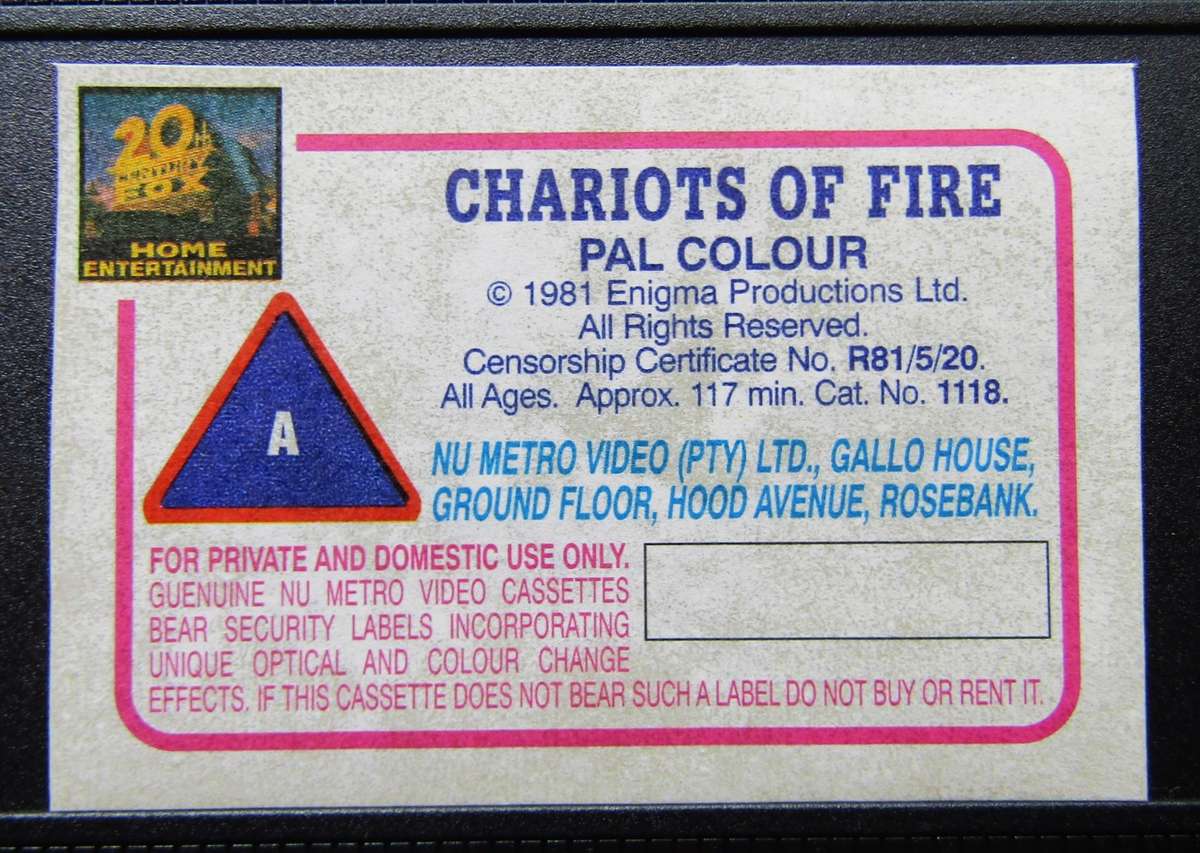 20th
CENTURY
FOX
HOME
ENTERTAINMENT
CHARIOTS OF FIRE
PAL COLOUR
© 1981 Enigma Productions Ltd.
All Rights Reserved.
Censorship Certificate No. R81/5/20.
All Ages. Approx. 117 min. Cat. No. 1118.
A
NU METRO VIDEO (PTY) LTD., GALLO HOUSE,
GROUND FLOOR, HOOD AVENUE, ROSEBANK.
FOR PRIVATE AND DOMESTIC USE ONLY.
GUENUINE NU METRO VIDEO CASSETTES
BEAR SECURITY LABELS INCORPORATING
UNIQUE OPTICAL AND COLOUR CHANGE
EFFECTS. IF THIS CASSETTE DOES NOT BEAR SUCH A LABEL DO NOT BUY OR RENT IT.